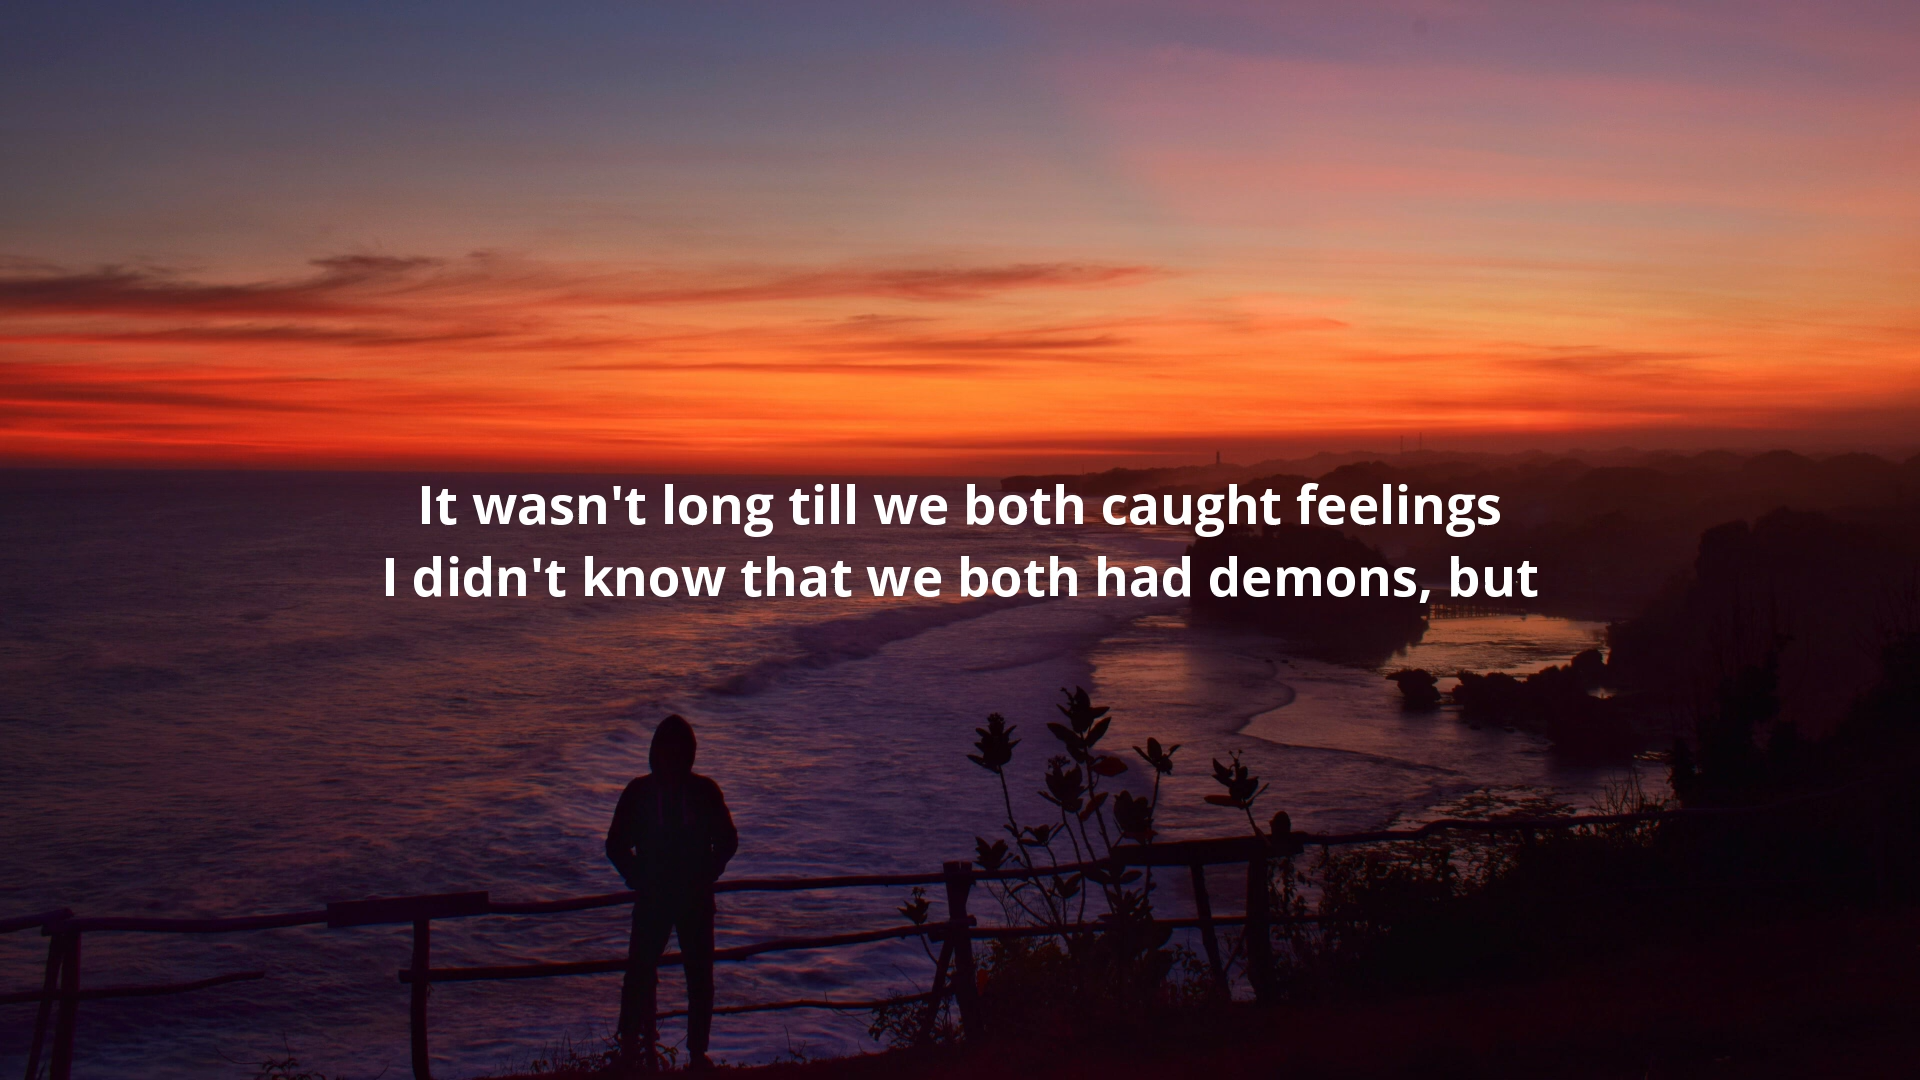 It wasn't long till we both caught feelings
I didn't know that we both had demons, but